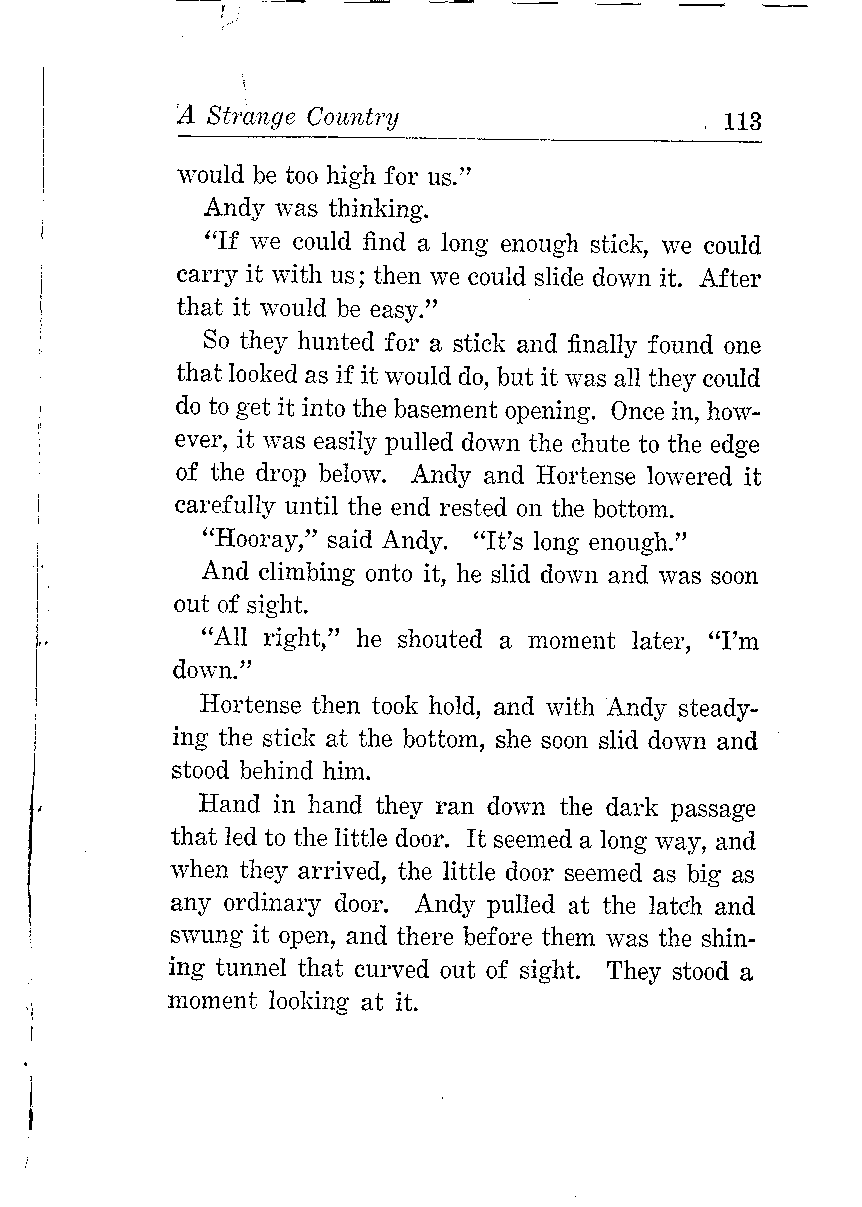 A Strange Country 113
would be too high for us.”
Andy was thinking.
“If we could find a long enough stick, we could
carry it with us; then we could slide down it. After
that it would be easy.”
So they hunted for a stick and finally found one
that looked as if it would do, but it was all they could
do to get it into the basement opening. Once in, how-
ever, it was easily pulled down the chute to the edge
of the drop below. Andy and Hortense lowered it
carefully until the end rested on the bottom.
“Hooray,” said Andy. “It’s long enough.”
And climbing onto it, he slid down and was soon
out of sight.
“All right,” he shouted a moment later, “I’m
down.”
Hortense then took hold, and with Andy steady-
ing the stick at the bottom, she soon slid down and
stood behind him.
Hand in hand they ran down the dark passage
that led to the little door. It seemed a long way, and
when they arrived, the little door seemed as big as
any ordinary door. Andy pulled at the latch and
swung it open, and there before them was the shin-
ing tunnel that curved out of sight. They stood a
moment looking at it.